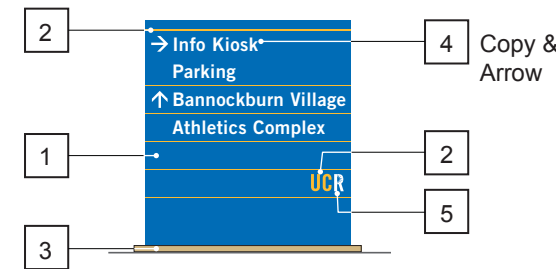 2
→ Info Kiosk
4 Copy &
Arrow
Parking
↑ Bannockburn Village
Athletics Complex
1
2
UCR
5
3